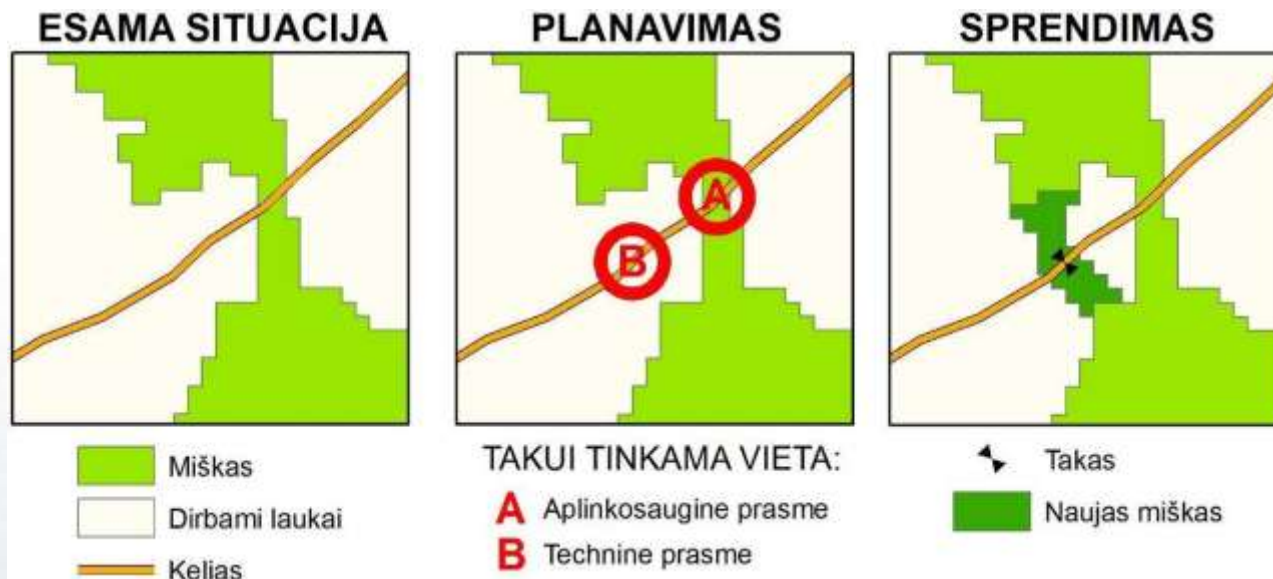 ESAMA SITUACIJA
PLANAVIMAS
SPRENDIMAS
A
B
Miškas
Dirbami laukai
Kelias
TAKUI TINKAMA VIETA:
A Aplinkosaugine prasme
B Technine prasme
Takas
Naujas miškas